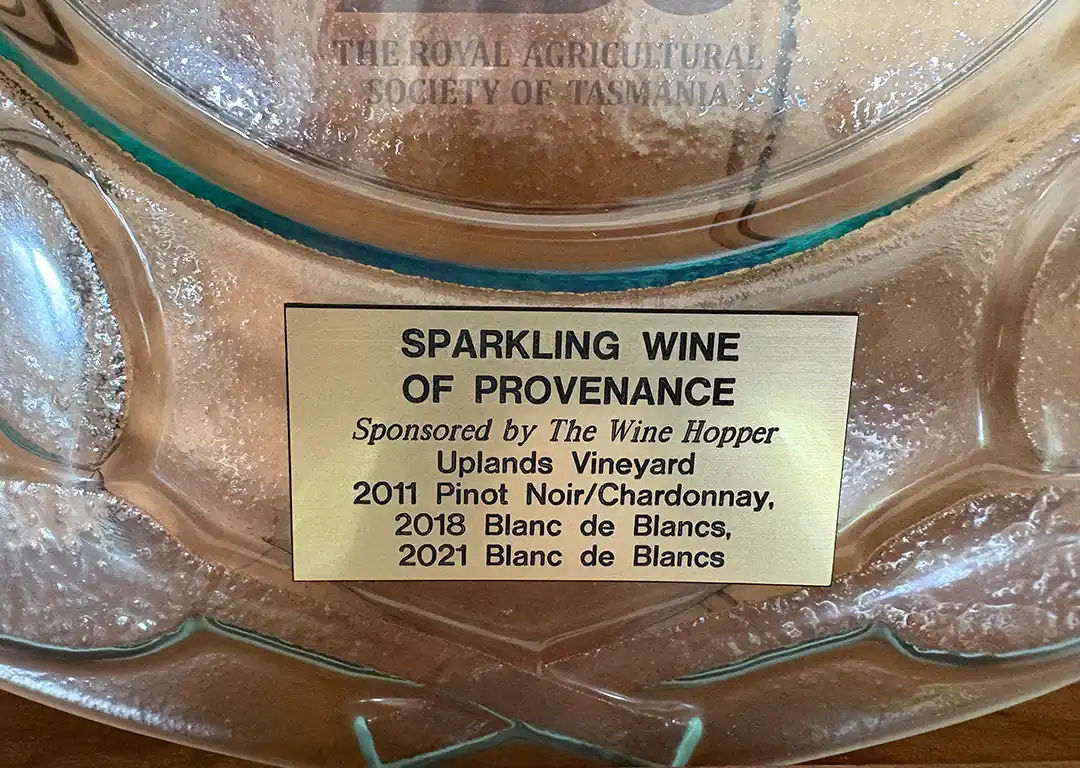 THE ROYAL AGRICULTURAL
SOCIETY OF TASMANIA
SPARKLING WINE
OF PROVENANCE
Sponsored by The Wine Hopper
Uplands Vineyard
2011 Pinot Noir/Chardonnay,
2018 Blanc de Blancs,
2021 Blanc de Blancs